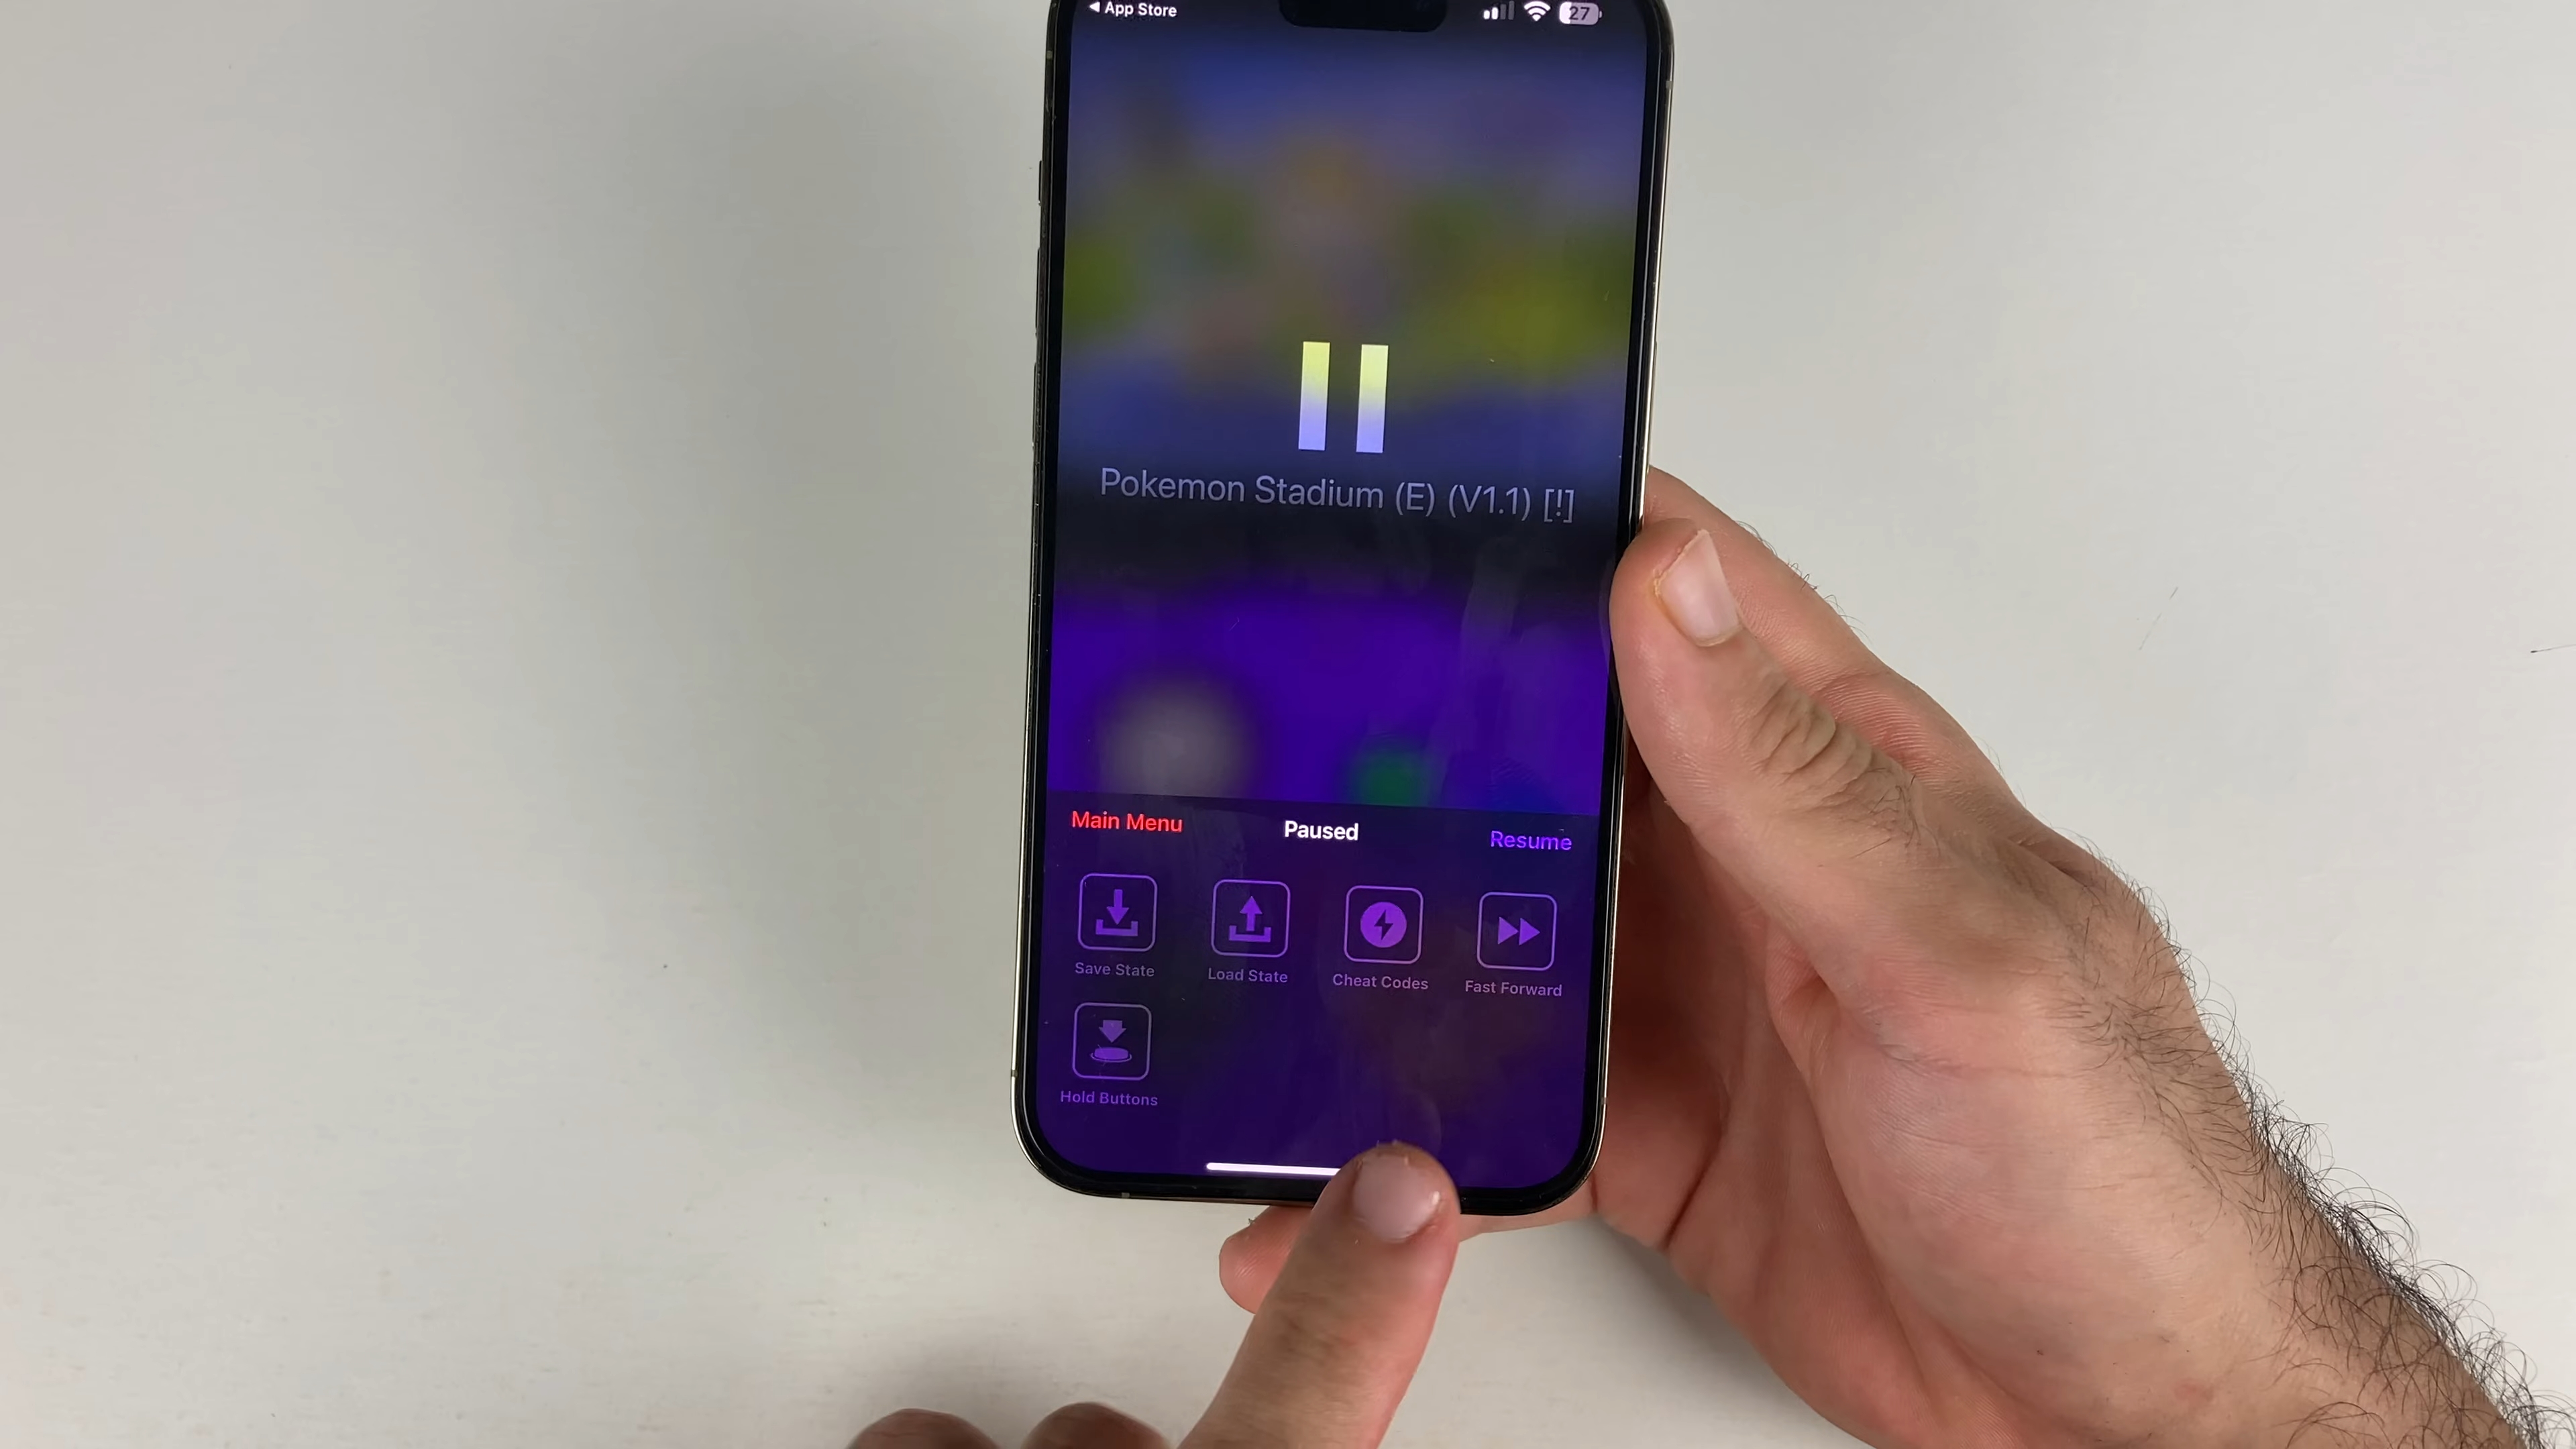 ◀ App Store
27
Pokemon Stadium (E) (V1.1) [!]
Main Menu
Paused
Resume
Save State
Load State
Cheat Codes
Fast Forward
Hold Buttons